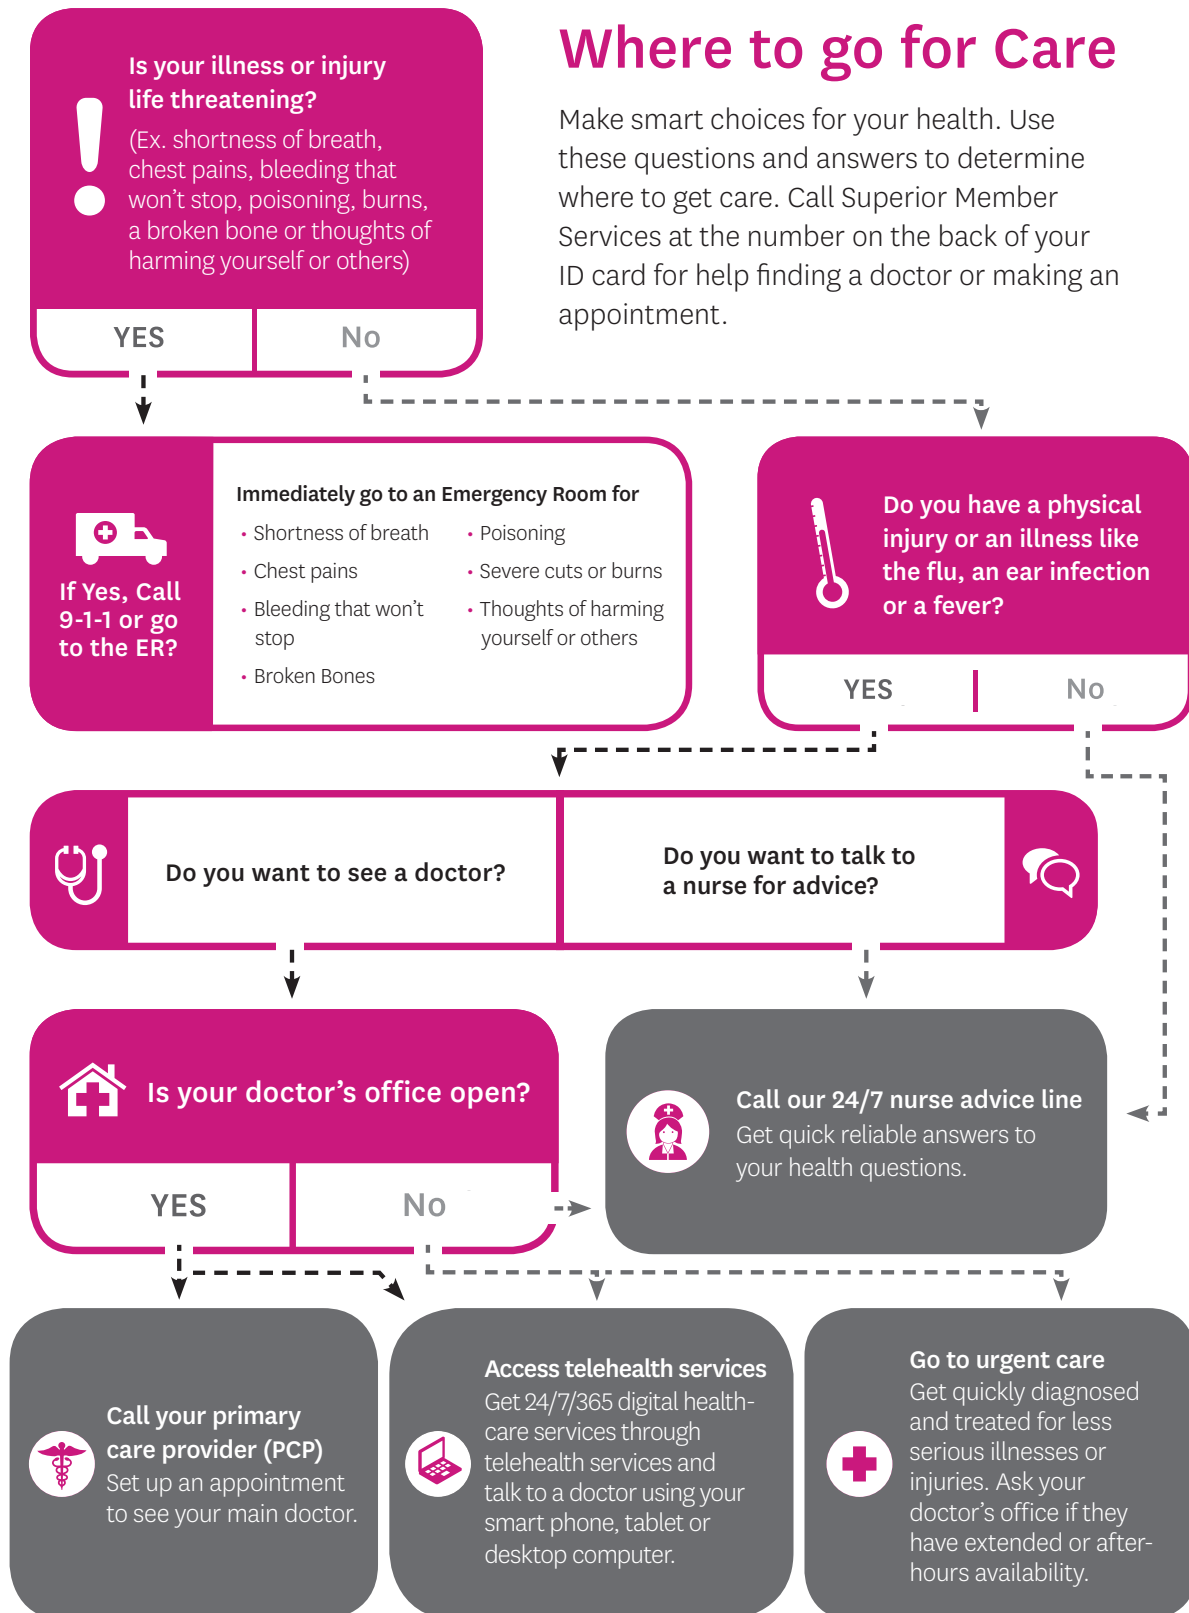 Where to go for Care
Make smart choices for your health. Use
these questions and answers to determine
where to get care. Call Superior Member
Services at the number on the back of your
ID card for help finding a doctor or making an
appointment.
Is your illness or injury
life threatening?
(Ex. shortness of breath,
chest pains, bleeding that
won't stop, poisoning, burns,
a broken bone or thoughts of
harming yourself or others)
YES
No
If Yes, Call
9-1-1 or go
to the ER?
Immediately go to an Emergency Room for
• Shortness of breath
• Chest pains
• Bleeding that won't
stop
• Broken Bones
• Poisoning
• Severe cuts or burns
• Thoughts of harming
yourself or others
Do you have a physical
injury or an illness like
the flu, an ear infection
or a fever?
YES
No
Do you want to see a doctor?
Do you want to talk to
a nurse for advice?
Is your doctor's office open?
YES
No
Call our 24/7 nurse advice line
Get quick reliable answers to
your health questions.
Call your primary
care provider (PCP)
Set up an appointment
to see your main doctor.
Access telehealth services
Get 24/7/365 digital health-
care services through
telehealth services and
talk to a doctor using your
smart phone, tablet or
desktop computer.
Go to urgent care
Get quickly diagnosed
and treated for less
serious illnesses or
injuries. Ask your
doctor's office if they
have extended or after-
hours availability.